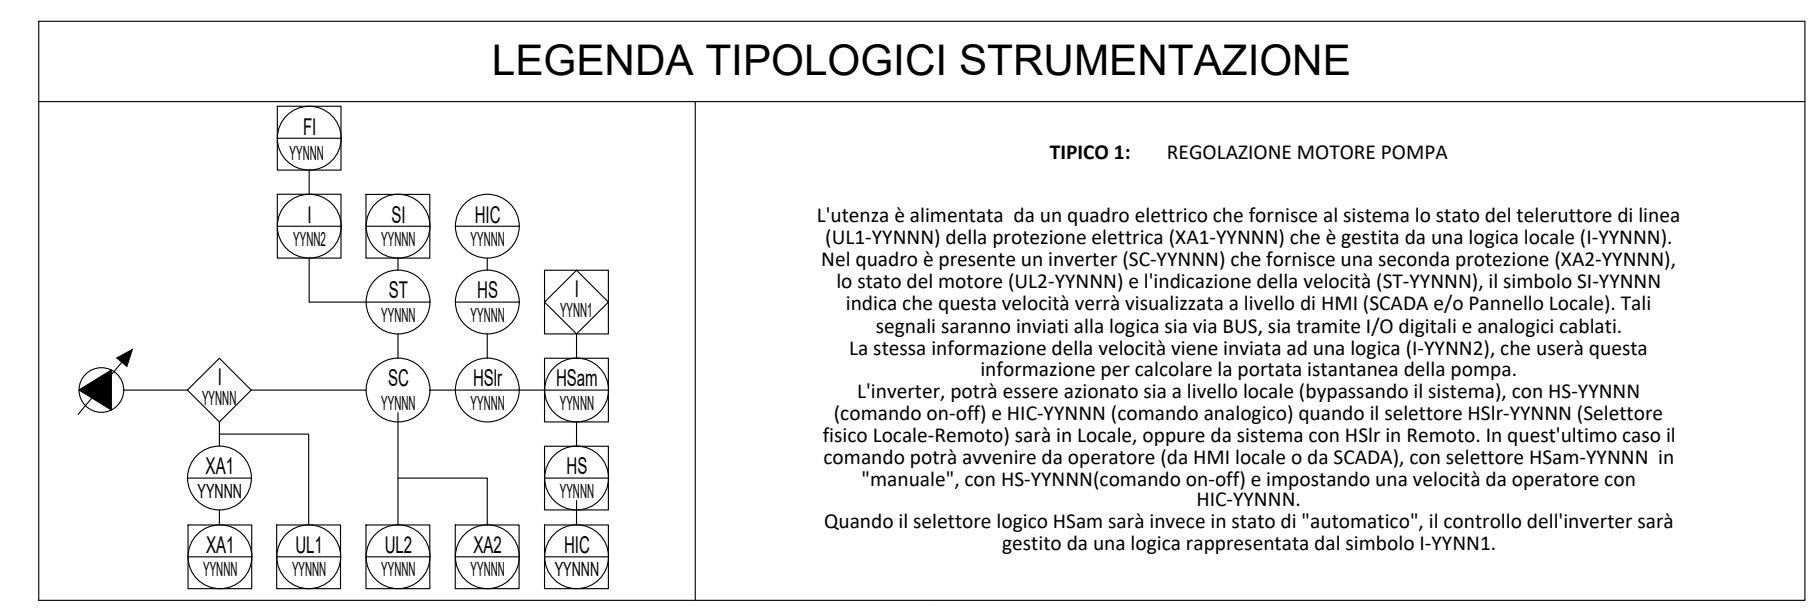 LEGENDA TIPOLOGICI STRUMENTAZIONE
FI
YYNNN
I
YYNN2
SI
YYNNN
HIC
YYNNN
ST
YYNNN
HS
YYNNN
I
YYNN1
I
YYNNN
SC
YYNNN
HSlr
YYNNN
HSam
YYNNN
XA1
YYNNN
HS
YYNNN
XA1
YYNNN
UL1
YYNNN
UL2
YYNNN
XA2
YYNNN
HIC
YYNNN
TIPICO 1: REGOLAZIONE MOTORE POMPA
L'utenza è alimentata da un quadro elettrico che fornisce al sistema lo stato del teleruttore di linea
(UL1-YYNNN) della protezione elettrica (XA1-YYNNN) che è gestita da una logica locale (I-YYNNN).
Nel quadro è presente un inverter (SC-YYNNN) che fornisce una seconda protezione (XA2-YYNNN),
lo stato del motore (UL2-YYNNN) e l'indicazione della velocità (ST-YYNNN), il simbolo SI-YYNNN
indica che questa velocità verrà visualizzata a livello di HMI (SCADA e/o Pannello Locale). Tali
segnali saranno inviati alla logica sia via BUS, sia tramite I/O digitali e analogici cablati.
La stessa informazione della velocità viene inviata ad una logica (I-YYNN2), che userà questa
informazione per calcolare la portata istantanea della pompa.
L'inverter, potrà essere azionato sia a livello locale (bypassando il sistema), con HS-YYNNN
(comando on-off) e HIC-YYNNN (comando analogico) quando il selettore HSlr-YYNNN (Selettore
fisico Locale-Remoto) sarà in Locale, oppure da sistema con HSlr in Remoto. In quest'ultimo caso il
comando potrà avvenire da operatore (da HMI locale o da SCADA), con selettore HSam-YYNNN in
"manuale", con HS-YYNNN(comando on-off) e impostando una velocità da operatore con
HIC-YYNNN.
Quando il selettore logico HSam sarà invece in stato di "automatico", il controllo dell'inverter sarà
gestito da una logica rappresentata dal simbolo I-YYNN1.